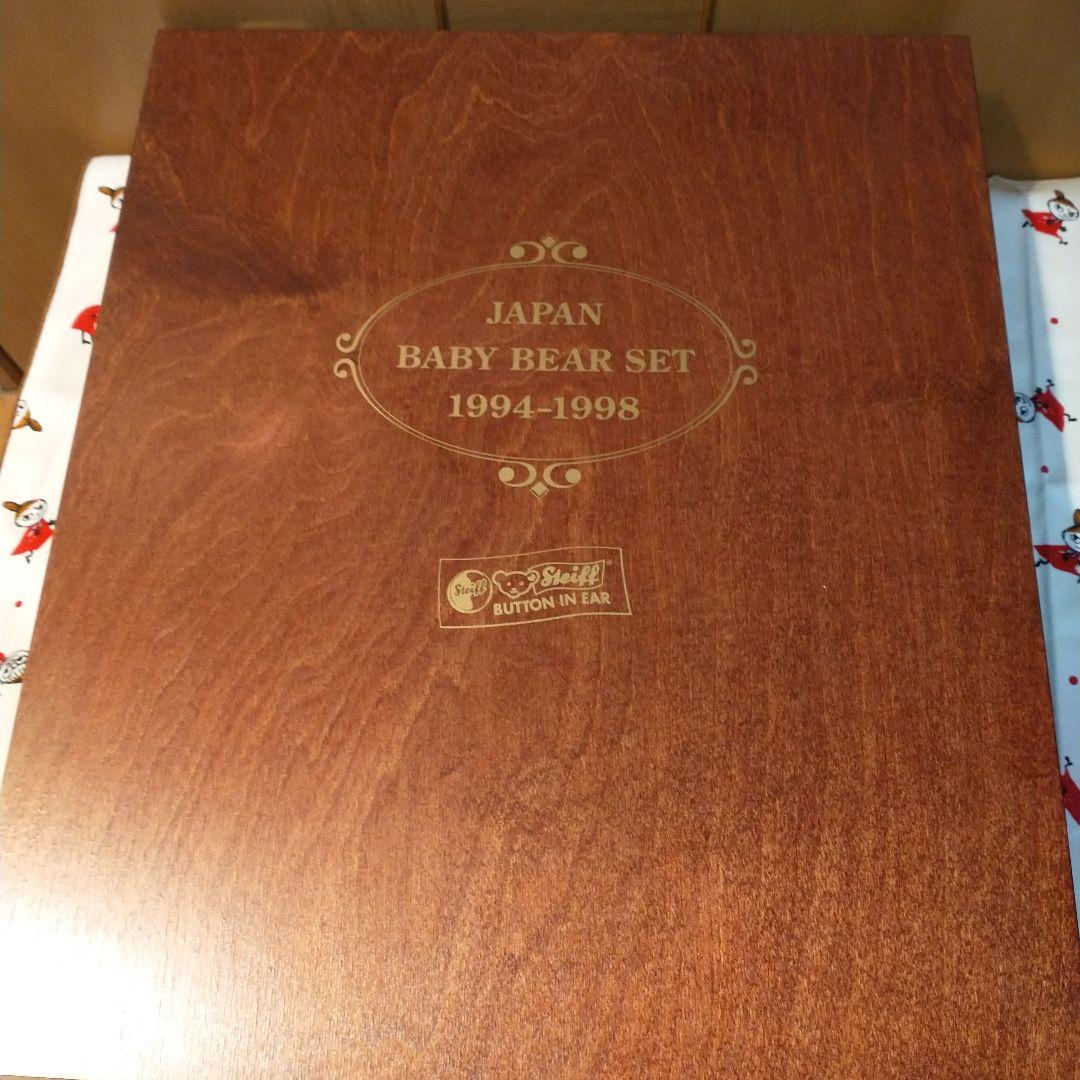 JAPAN
BABY BEAR SET
1994-1998
Steiff
Steiff
BUTTON IN EAR